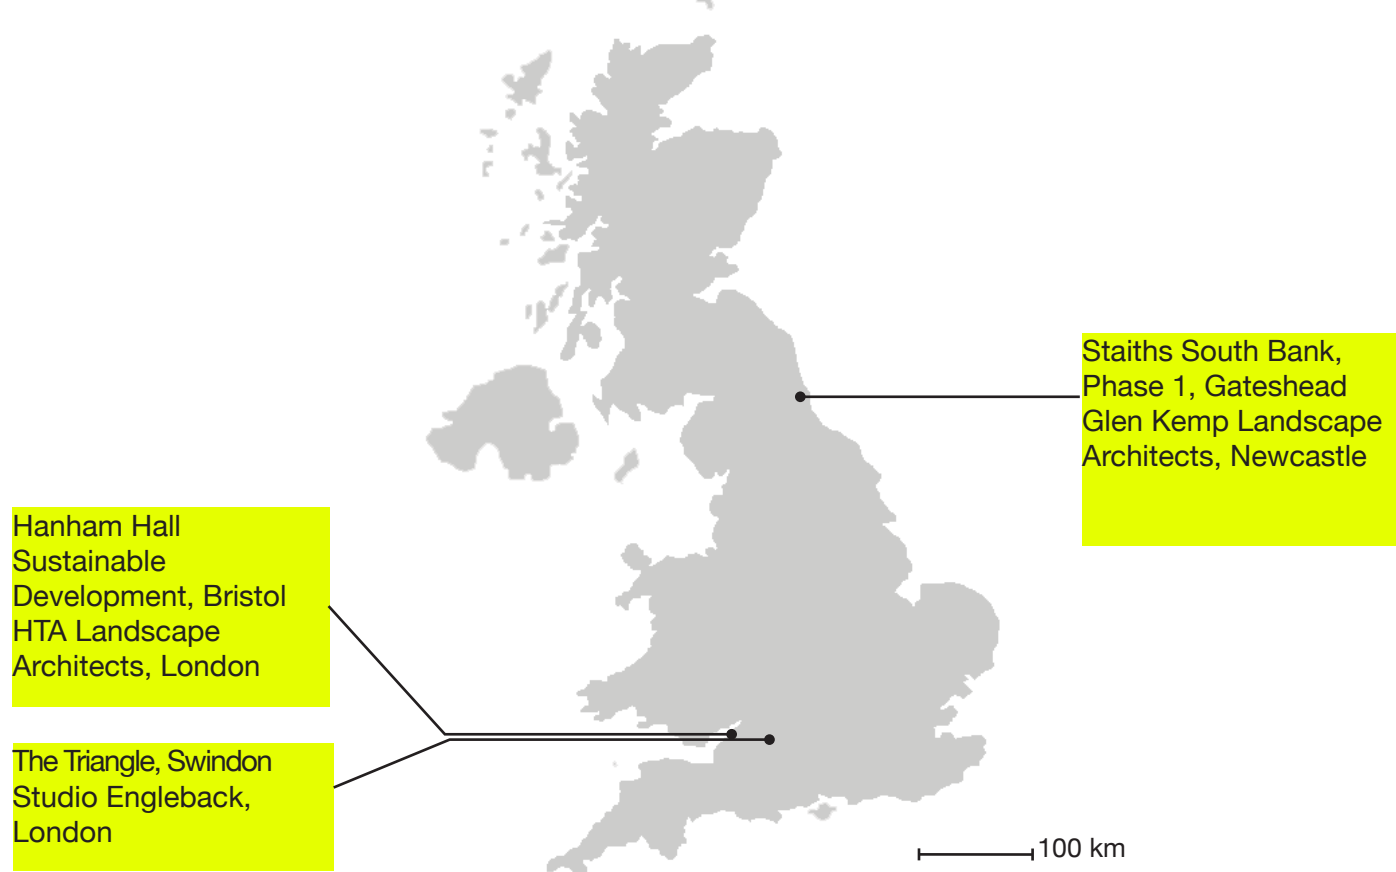 Staiths South Bank,
Phase 1, Gateshead
Glen Kemp Landscape
Architects, Newcastle
Hanham Hall
Sustainable
Development, Bristol
HTA Landscape
Architects, London
The Triangle, Swindon
Studio Engleback,
London
100 km